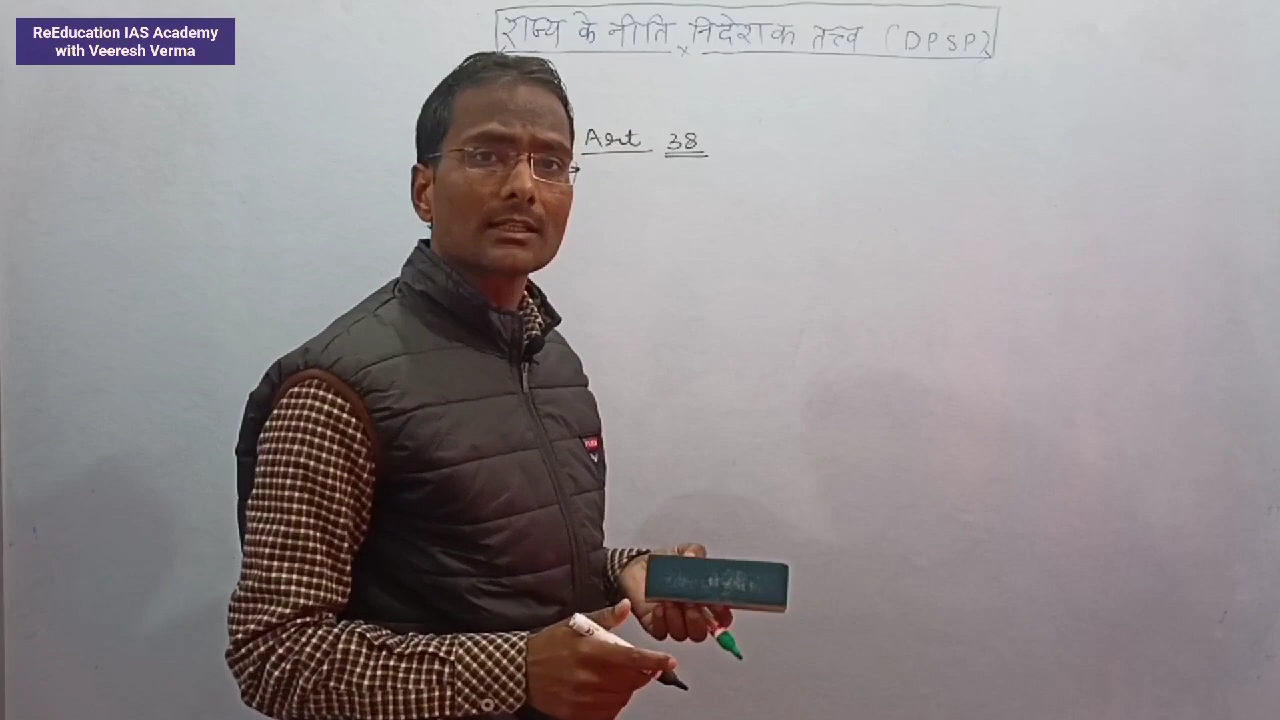 ReEducation IAS Academy
with Veeresh Verma
राज्य के नीति निदेशक तत्त्व (DPSP)
Art 38